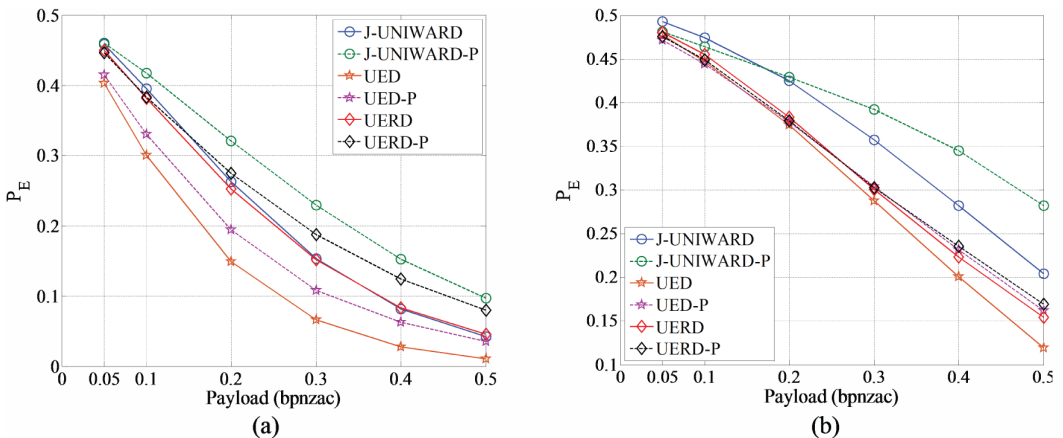 0.5
0.4
0.3
0.2
0.1
0
P_E
0 0.05 0.1 0.2 0.3 0.4 0.5
Payload (bpnzac)
J-UNIWARD
J-UNIWARD-P
UED
UED-P
UERD
UERD-P
(a)
0.5
0.45
0.4
0.35
0.3
0.25
0.2
0.15
0.1
P_E
0 0.05 0.1 0.2 0.3 0.4 0.5
Payload (bpnzac)
J-UNIWARD
J-UNIWARD-P
UED
UED-P
UERD
UERD-P
(b)